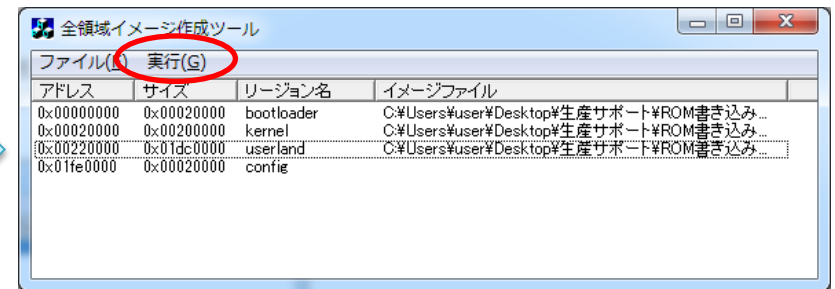 全領域イメージ作成ツール
ファイル(F) 実行(G)
アドレス サイズ リージョン名 イメージファイル
0x00000000 0x00020000 bootloader C:¥Users¥user¥Desktop¥生産サポート¥ROM書き込み...
0x00020000 0x00200000 kernel C:¥Users¥user¥Desktop¥生産サポート¥ROM書き込み...
0x00220000 0x01dc0000 userland C:¥Users¥user¥Desktop¥生産サポート¥ROM書き込み...
0x01fe0000 0x00020000 config